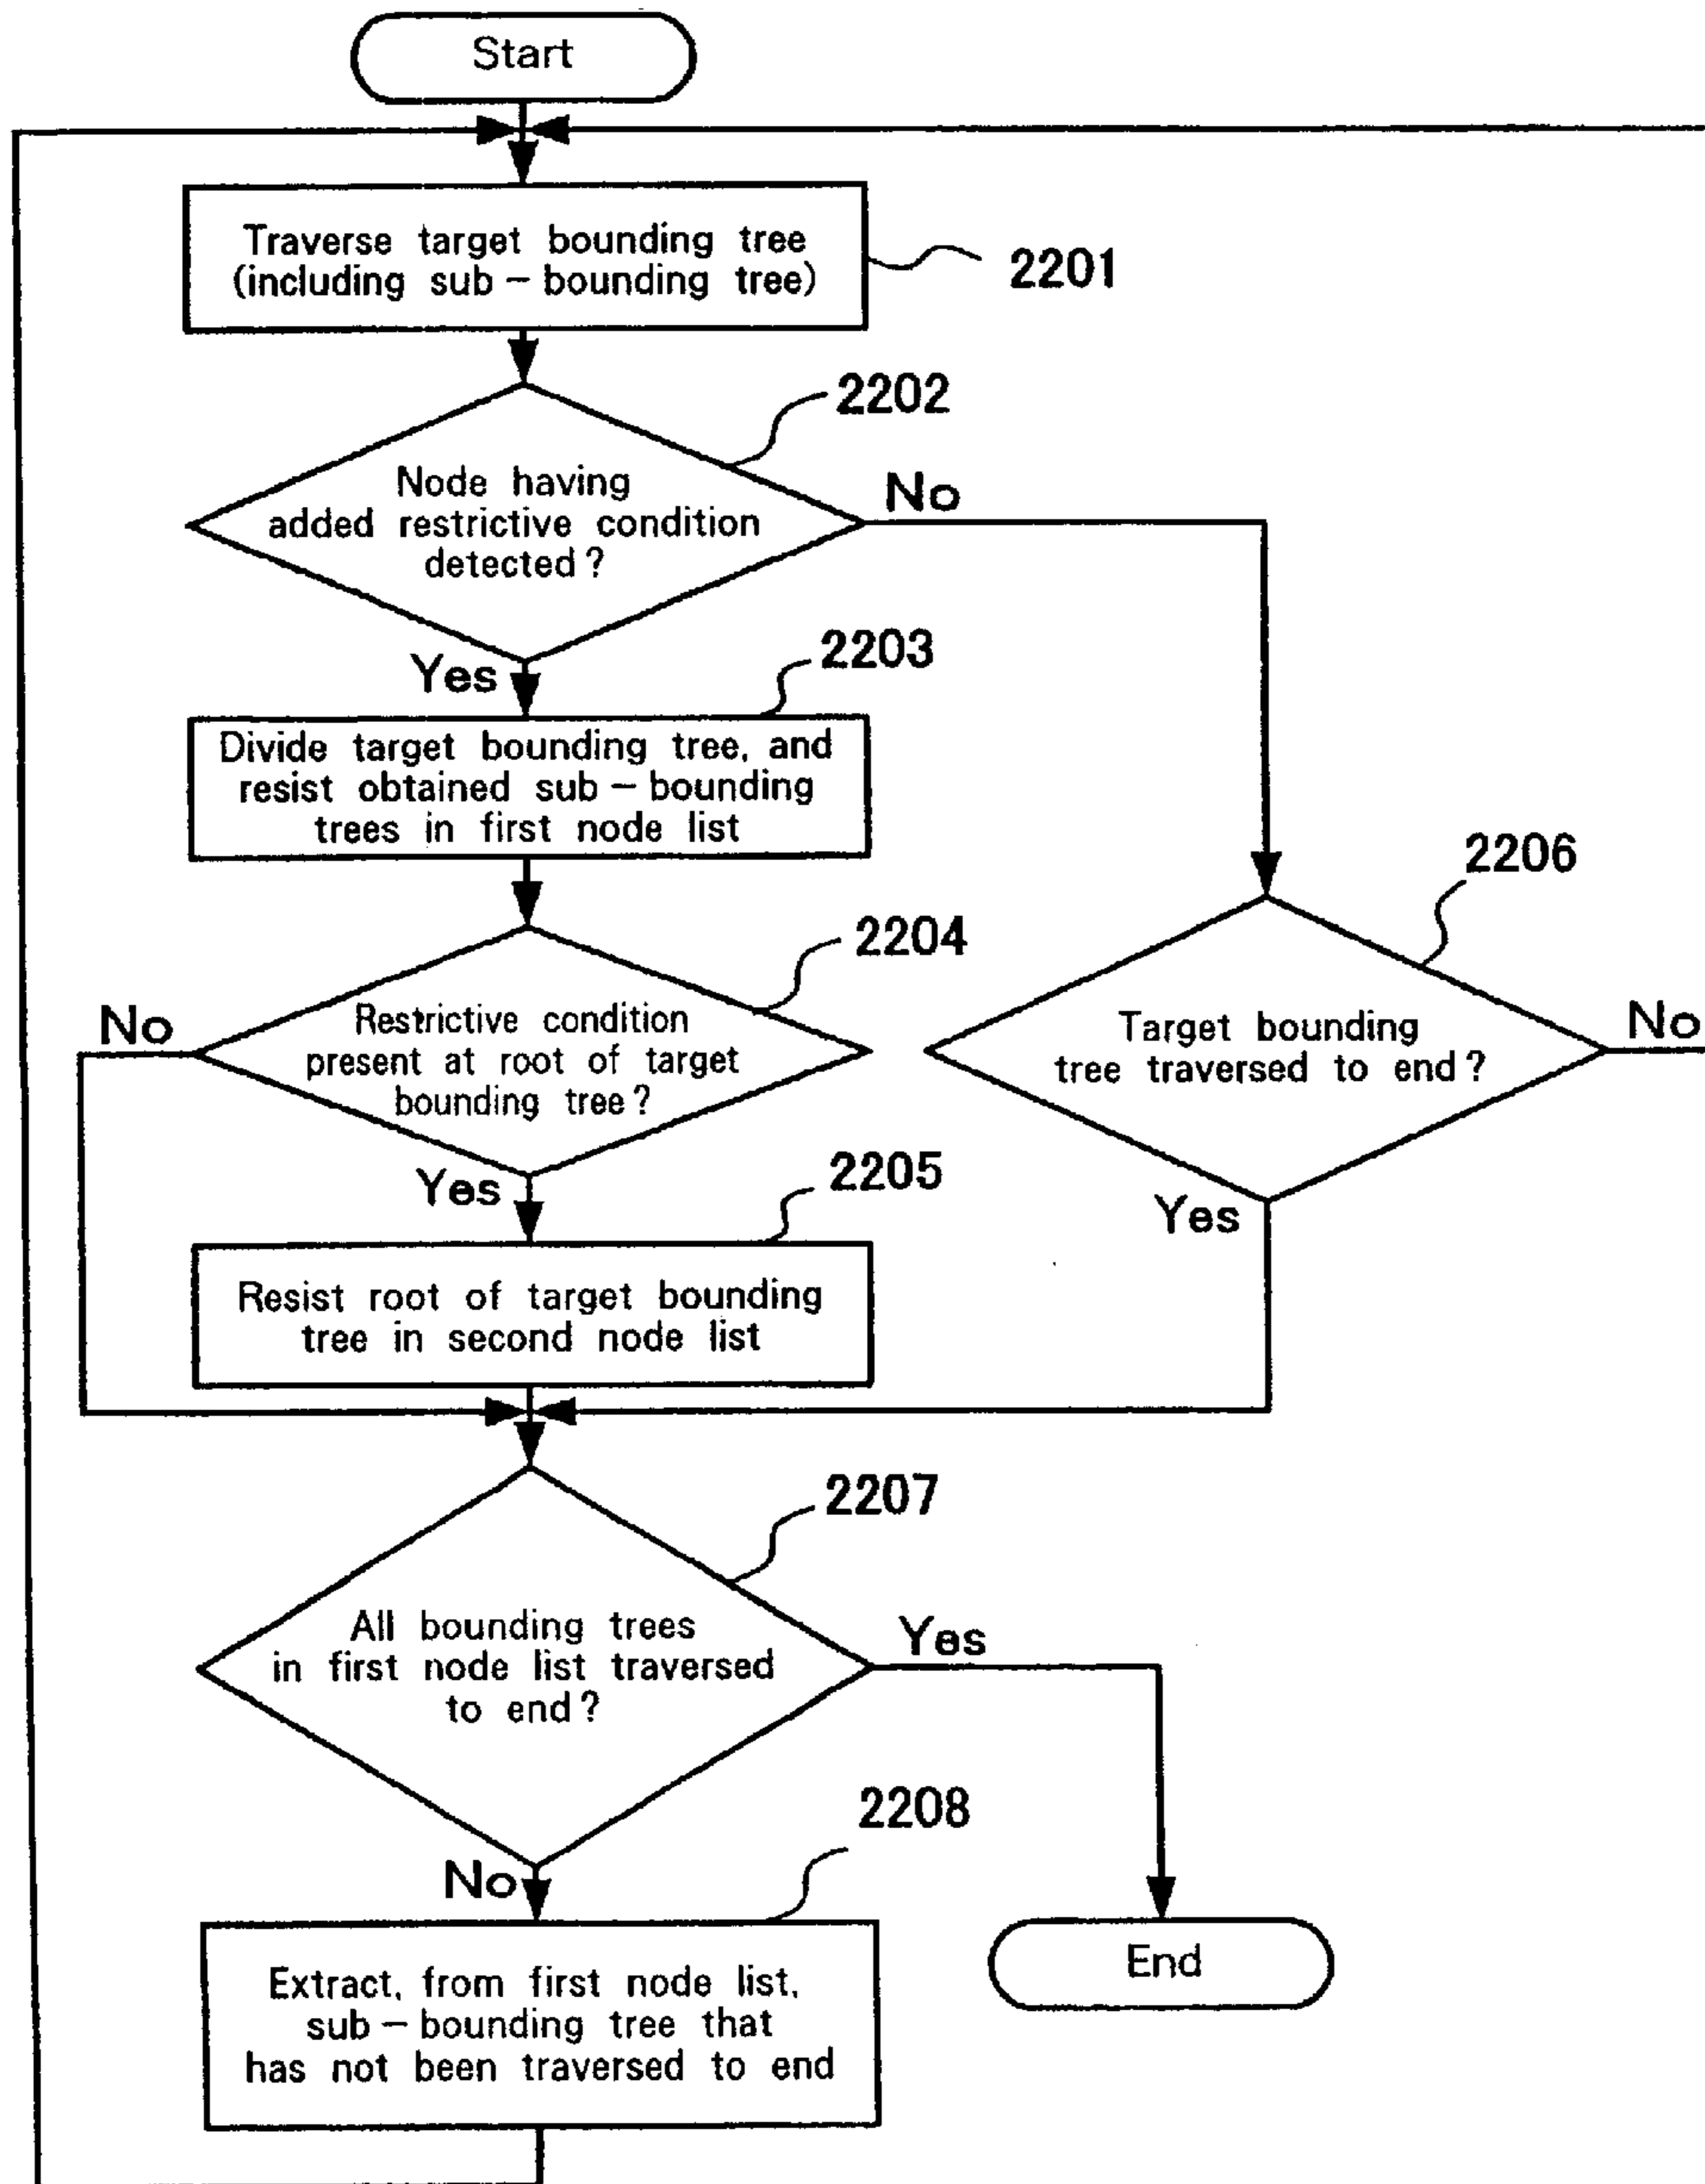 Start
Traverse target bounding tree
(including sub – bounding tree)
2201
2202
Node having
added restrictive condition
detected ?
No
Yes
2203
Divide target bounding tree, and
resist obtained sub – bounding
trees in first node list
2204
2206
No
Restrictive condition
present at root of target
bounding tree ?
Target bounding
tree traversed to end ?
No
Yes
2205
Yes
Resist root of target bounding
tree in second node list
2207
All bounding trees
in first node list traversed
to end ?
Yes
2208
No
Extract, from first node list,
sub – bounding tree that
has not been traversed to end
End